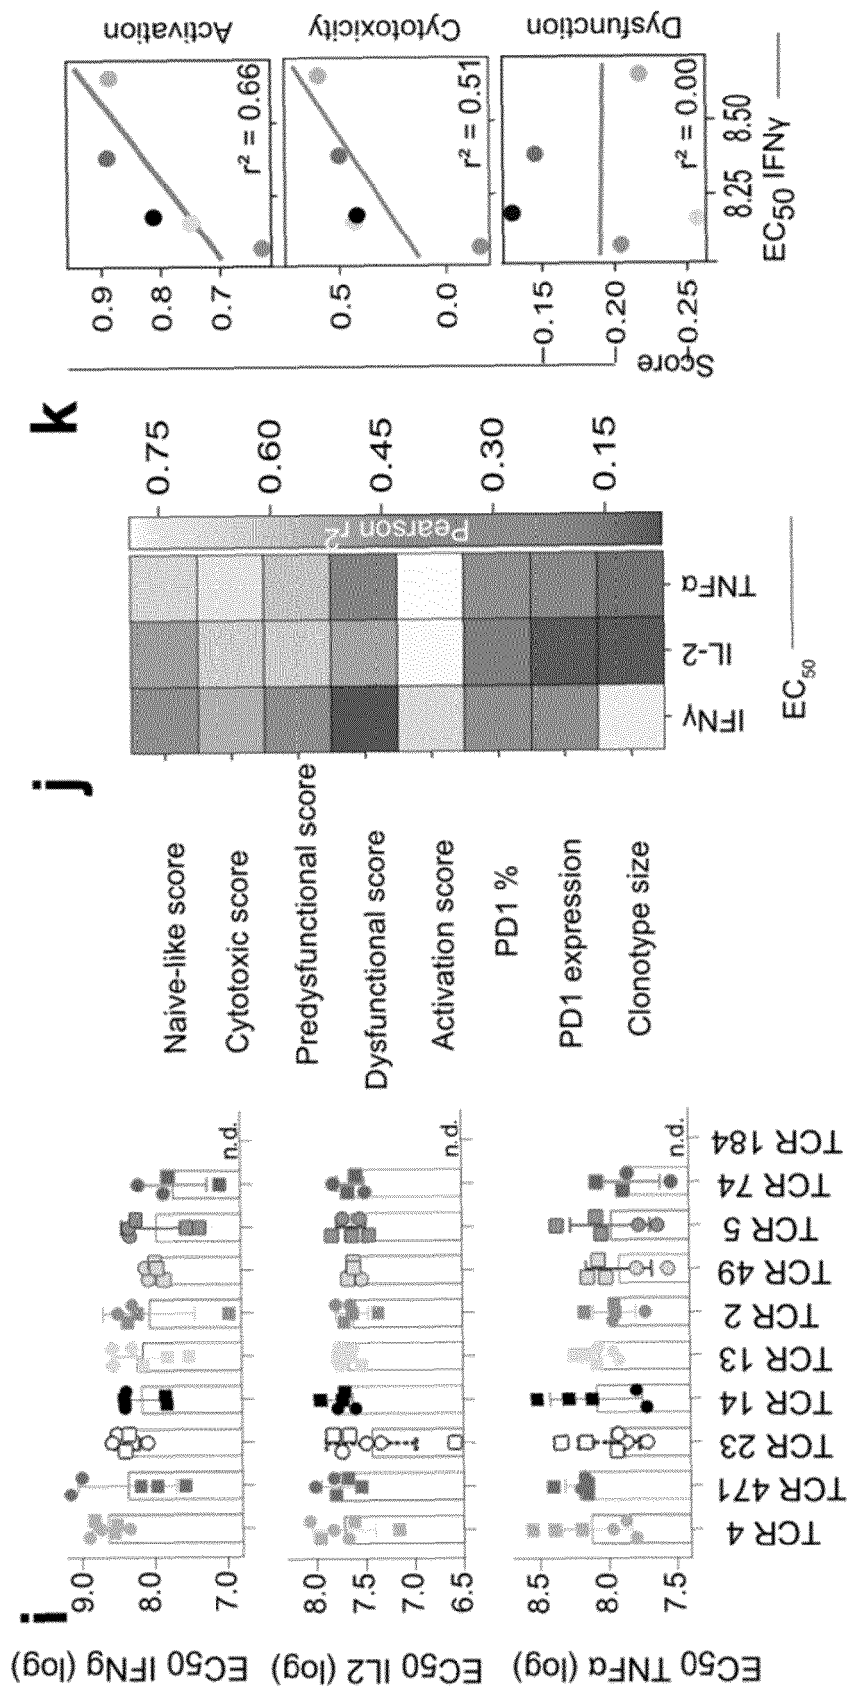 i
EC50 IFNg (log)
9.0
8.0
7.0
n.d.
EC50 IL2 (log)
8.0
7.5
7.0
6.5
n.d.
EC50 TNFα (log)
8.5
8.0
7.5
n.d.
TCR 4
TCR 471
TCR 23
TCR 14
TCR 13
TCR 2
TCR 49
TCR 5
TCR 74
TCR 184
j
Naive-like score
Cytotoxic score
Predysfunctional score
Dysfunctional score
Activation score
PD1 %
PD1 expression
Clonotype size
IFNγ
IL-2
TNFα
EC50
Pearson r²
0.75
0.60
0.45
0.30
0.15
k
Score
0.9
0.8
0.7
r² = 0.66
Activation
0.5
0.0
r² = 0.51
Cytotoxicity
−0.15
−0.20
−0.25
r² = 0.00
Dysfunction
8.25
8.50
EC50 IFNγ